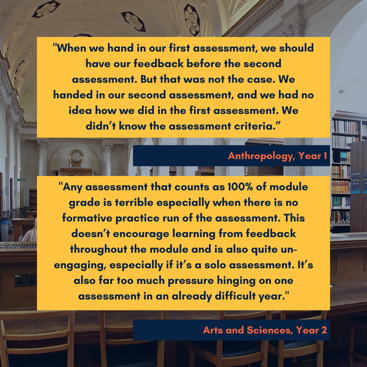 "When we hand in our first assessment, we should
have our feedback before the second
assessment. But that was not the case. We
handed in our second assessment, and we had no
idea how we did in the first assessment. We
didn't know the assessment criteria."
Anthropology, Year 1
"Any assessment that counts as 100% of module
grade is terrible especially when there is no
formative practice run of the assessment. This
doesn't encourage learning from feedback
throughout the module and is also quite un-
engaging, especially if it's a solo assessment. It's
also far too much pressure hinging on one
assessment in an already difficult year."
Arts and Sciences, Year 2